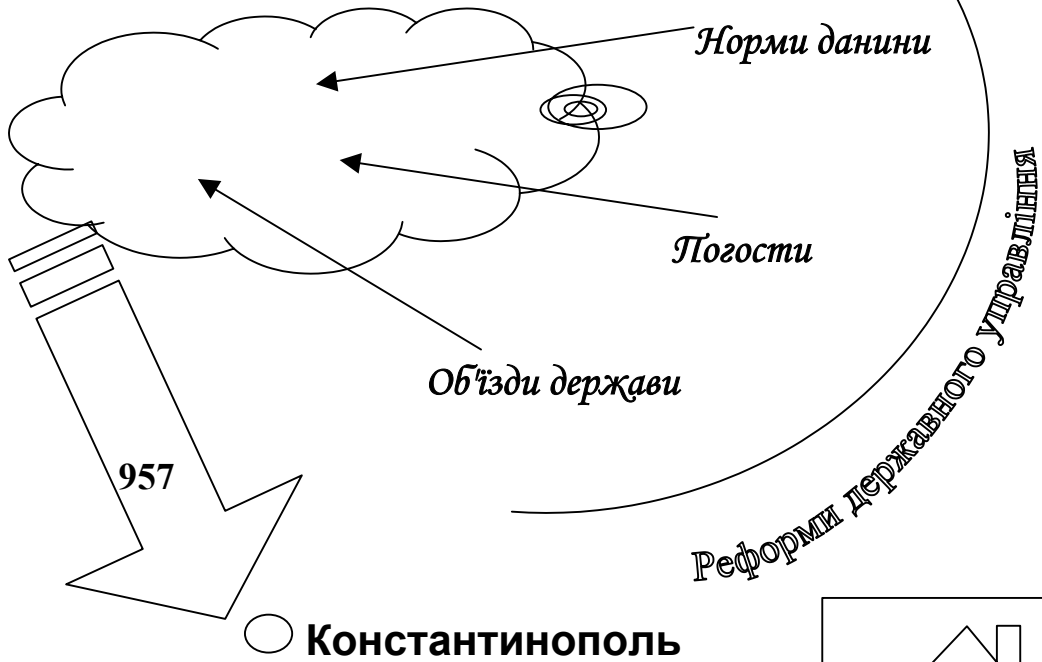 Норми данини
Погости
Об'їзди держави
957
Реформи державного управління
Константинополь